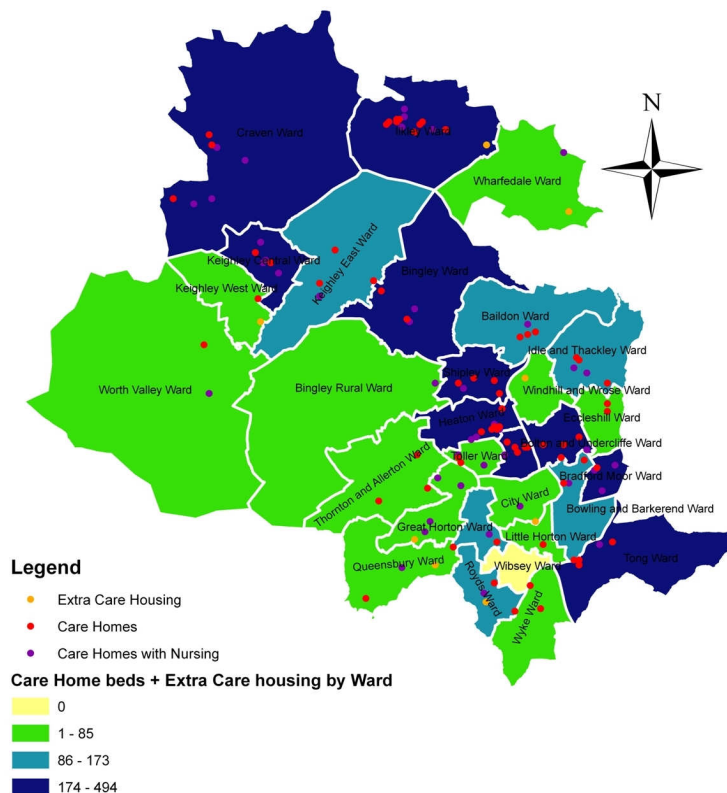 N
Craven Ward
Ilkley Ward
Wharfedale Ward
Keighley Central Ward
Keighley East Ward
Bingley Ward
Keighley West Ward
Baildon Ward
Idle and Thackley Ward
Worth Valley Ward
Bingley Rural Ward
Shipley Ward
Windhill and Wrose Ward
Heaton Ward
Eccleshill Ward
Bolton and Undercliffe Ward
Thornton and Allerton Ward
Toller Ward
Bradford Moor Ward
City Ward
Bowling and Barkerend Ward
Great Horton Ward
Little Horton Ward
Queensbury Ward
Royds Ward
Wibsey Ward
Tong Ward
Wyke Ward
Legend
Extra Care Housing
Care Homes
Care Homes with Nursing
Care Home beds + Extra Care housing by Ward
0
1 - 85
86 - 173
174 - 494